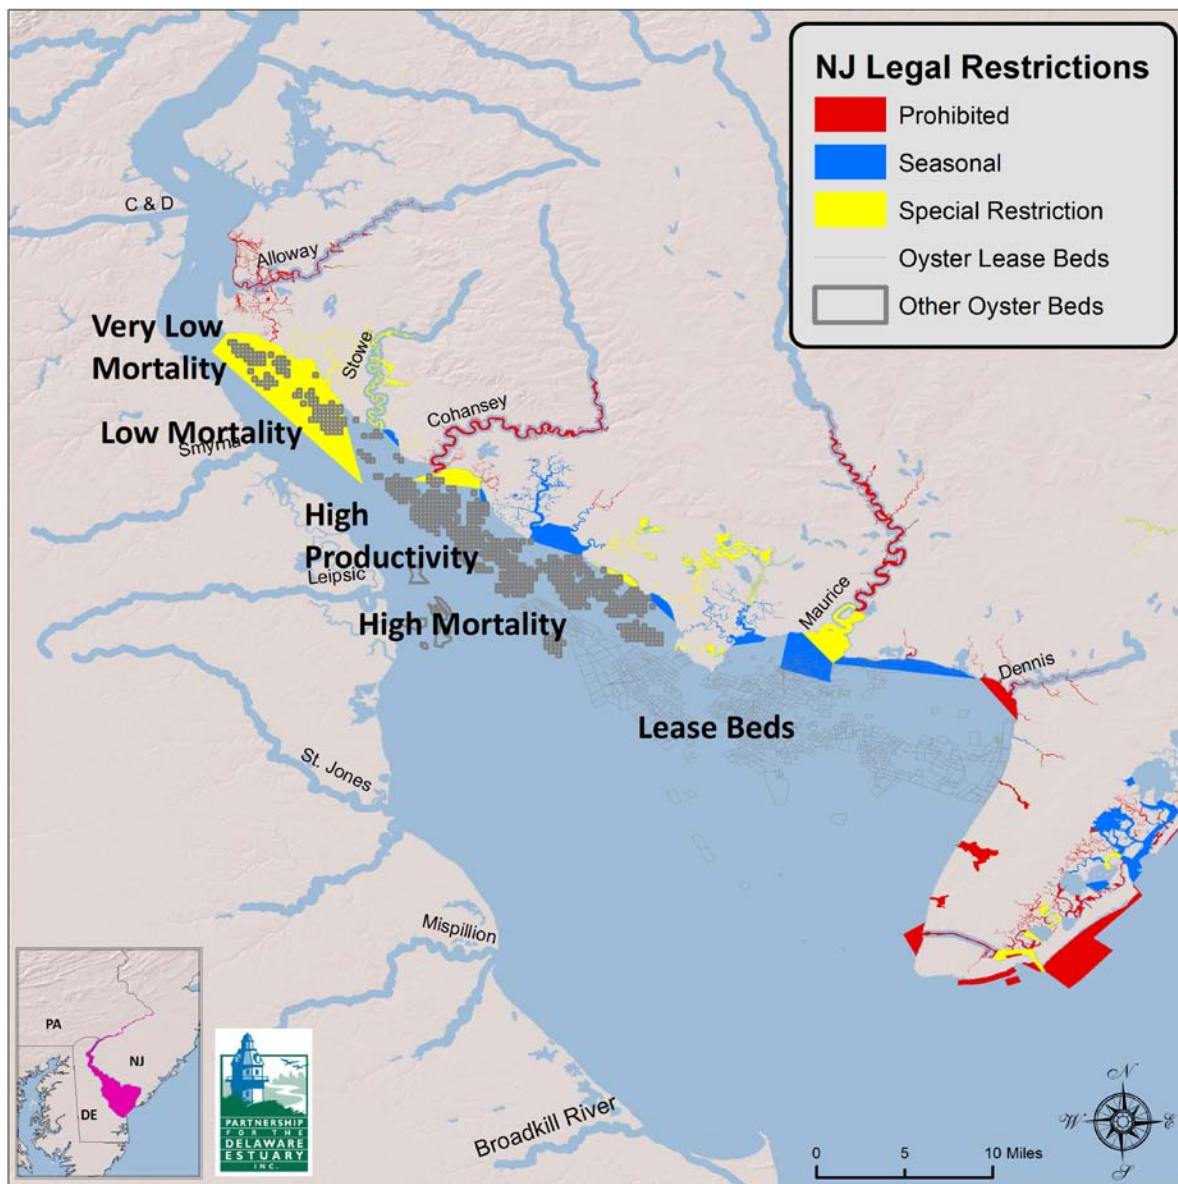 NJ Legal Restrictions
Prohibited
Seasonal
Special Restriction
Oyster Lease Beds
Other Oyster Beds
C & D
Alloway
Very Low
Mortality
Stowe
Low Mortality
Smyrna
Cohansey
High
Productivity
Leipsic
High Mortality
Maurice
Dennis
Lease Beds
St. Jones
Mispillion
Broadkill River
PA
NJ
DE
PARTNERSHIP
FOR THE
DELAWARE
ESTUARY
INC.
N
W
E
S
0 5 10 Miles